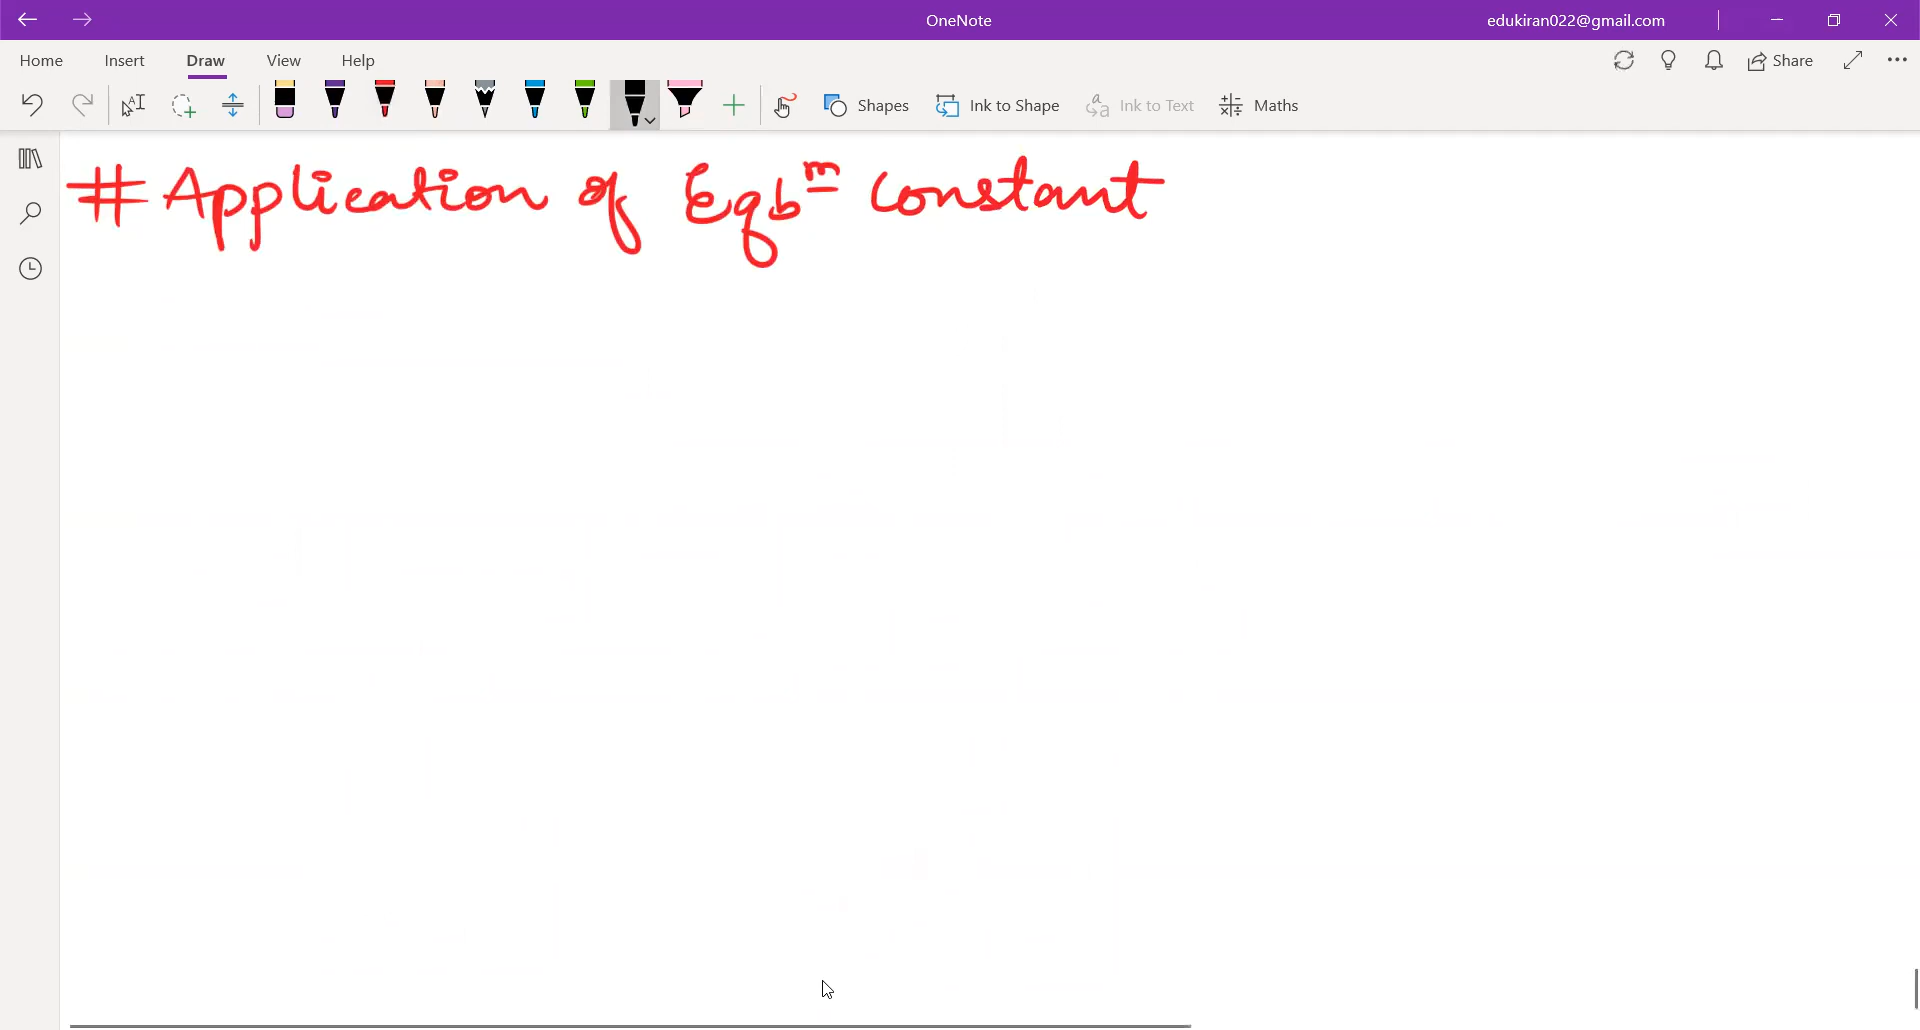 OneNote
edukiran022@gmail.com
Home Insert Draw View Help
Share
Shapes Ink to Shape Ink to Text Maths
# Application of Eqbm constant